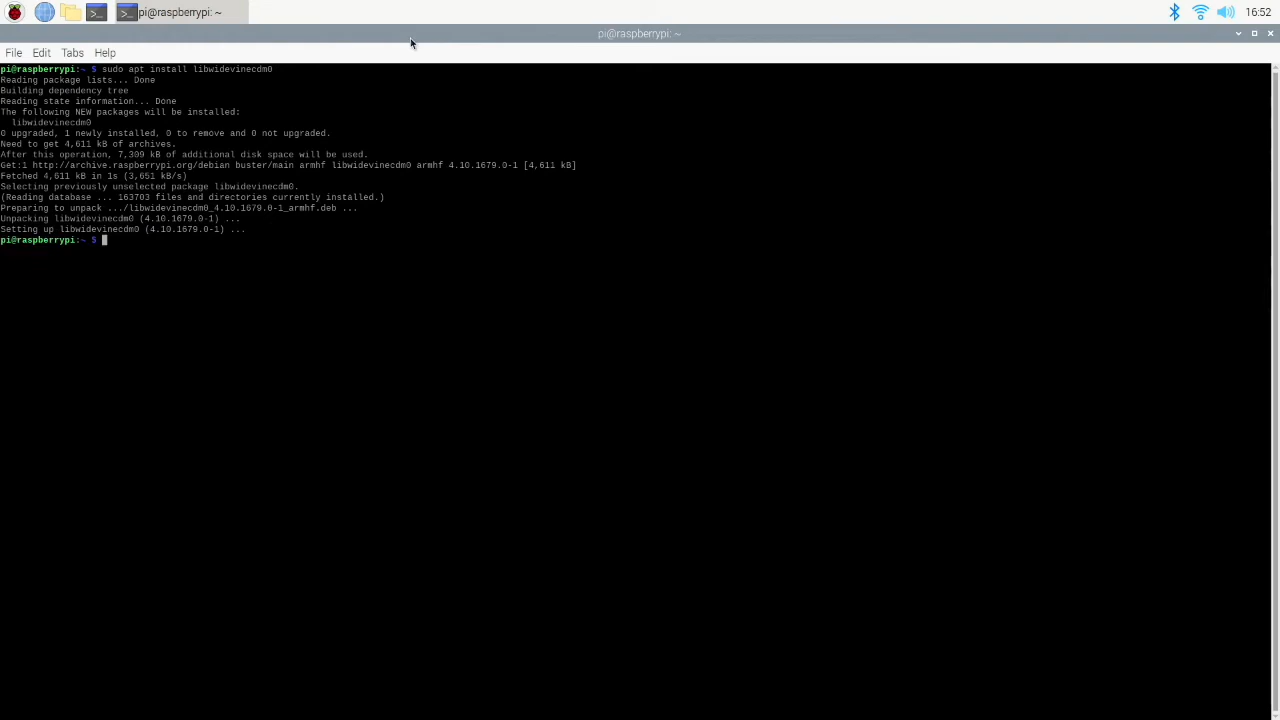 pi@raspberrypi: ~
16:52
pi@raspberrypi: ~
File Edit Tabs Help
pi@raspberrypi:~ $ sudo apt install libwidevinecdm0
Reading package lists... Done
Building dependency tree
Reading state information... Done
The following NEW packages will be installed:
libwidevinecdm0
0 upgraded, 1 newly installed, 0 to remove and 0 not upgraded.
Need to get 4,611 kB of archives.
After this operation, 7,309 kB of additional disk space will be used.
Get:1 http://archive.raspberrypi.org/debian buster/main armhf libwidevinecdm0 armhf 4.10.1679.0-1 [4,611 kB]
Fetched 4,611 kB in 1s (3,651 kB/s)
Selecting previously unselected package libwidevinecdm0.
(Reading database ... 163703 files and directories currently installed.)
Preparing to unpack .../libwidevinecdm0_4.10.1679.0-1_armhf.deb ...
Unpacking libwidevinecdm0 (4.10.1679.0-1) ...
Setting up libwidevinecdm0 (4.10.1679.0-1) ...
pi@raspberrypi:~ $